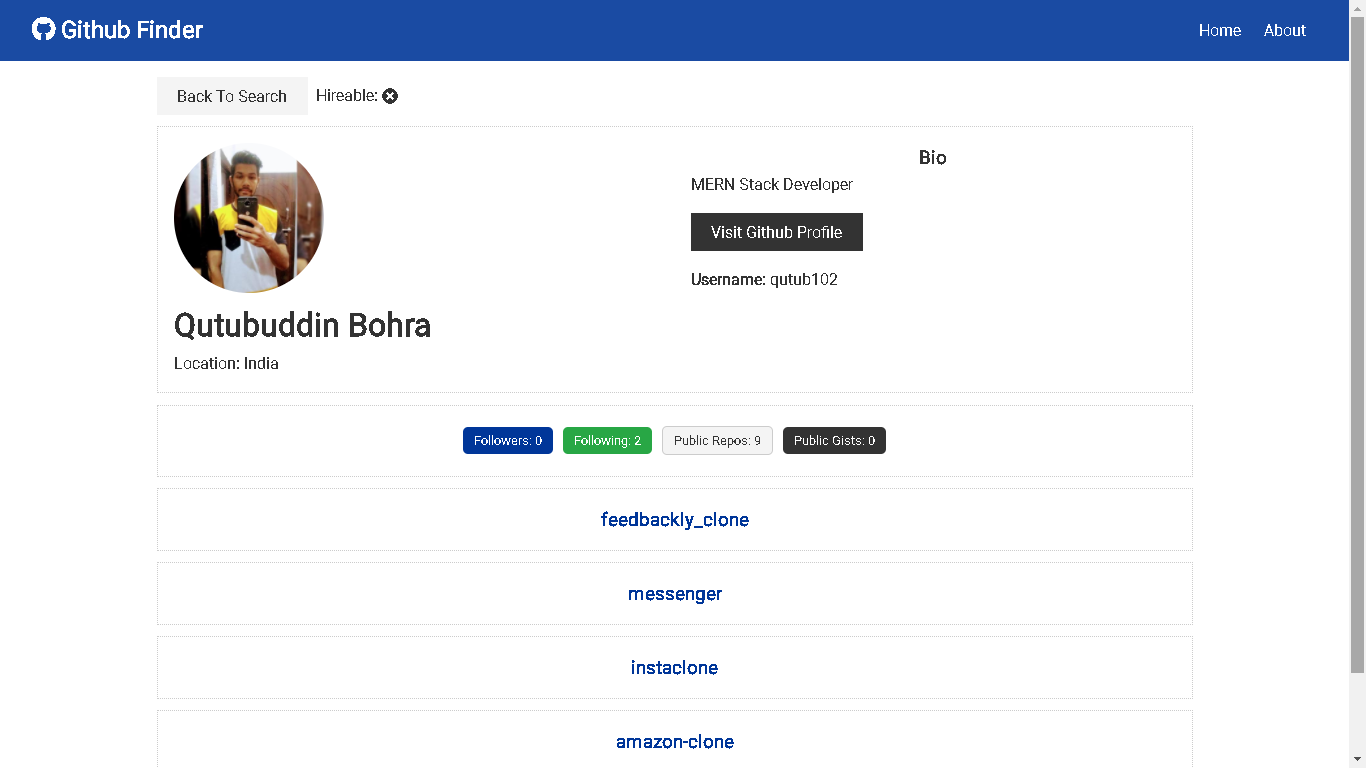 Github Finder
Home About
Back To Search Hireable:
Bio
MERN Stack Developer
Visit Github Profile
Username: qutub102
Qutubuddin Bohra
Location: India
Followers: 0 Following: 2 Public Repos: 9 Public Gists: 0
feedbackly_clone
messenger
instaclone
amazon-clone